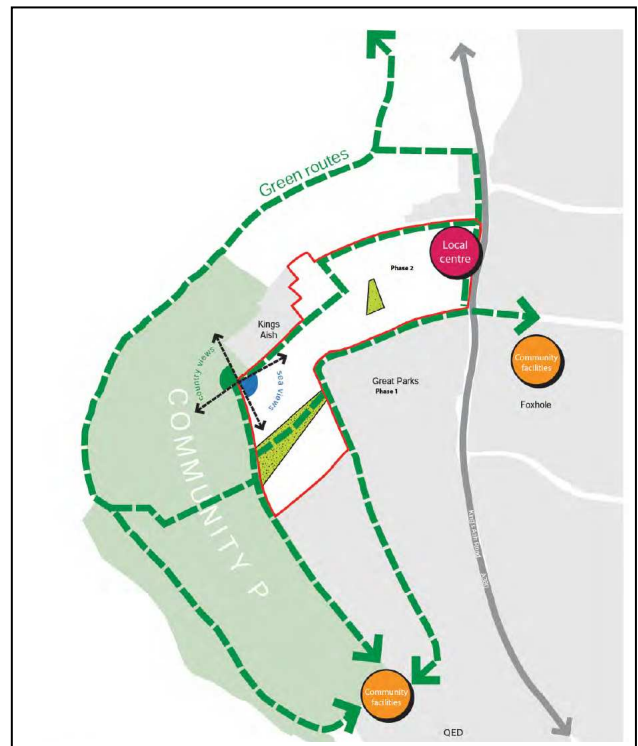 Green routes
Local
centre
Phase 2
Kings
Aish
country views
sea views
COMMUNITY P
Great Parks
Phase 1
Community
facilities
Foxhole
Community
facilities
QED